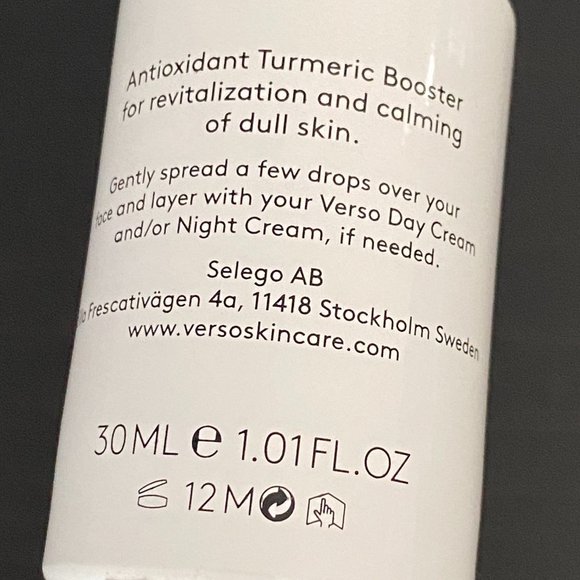 Antioxidant Turmeric Booster
for revitalization and calming
of dull skin.
Gently spread a few drops over your
face and layer with your Verso Day Cream
and/or Night Cream, if needed.
Selego AB
Frescativägen 4a, 11418 Stockholm Sweden
www.versoskincare.com
30ML e 1.01FL.OZ
12M